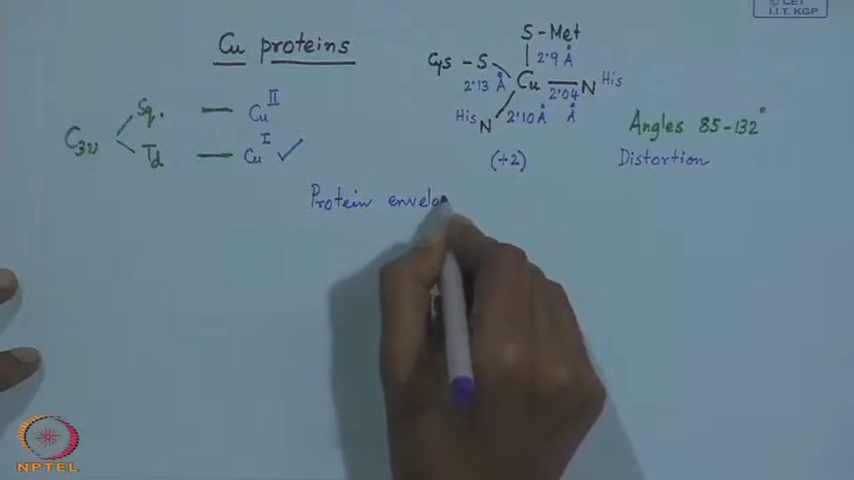 © CET
I.I.T. KGP
Cu proteins
S-Met
Cys - S
2.9 Å
2.13 Å
Cu
N His
2.04 Å
His N
2.10 Å
(+2)
C3v
Sq. — Cu II
Td — Cu I ✓
Angles 85-132°
Distortion
Protein envelo
NPTEL